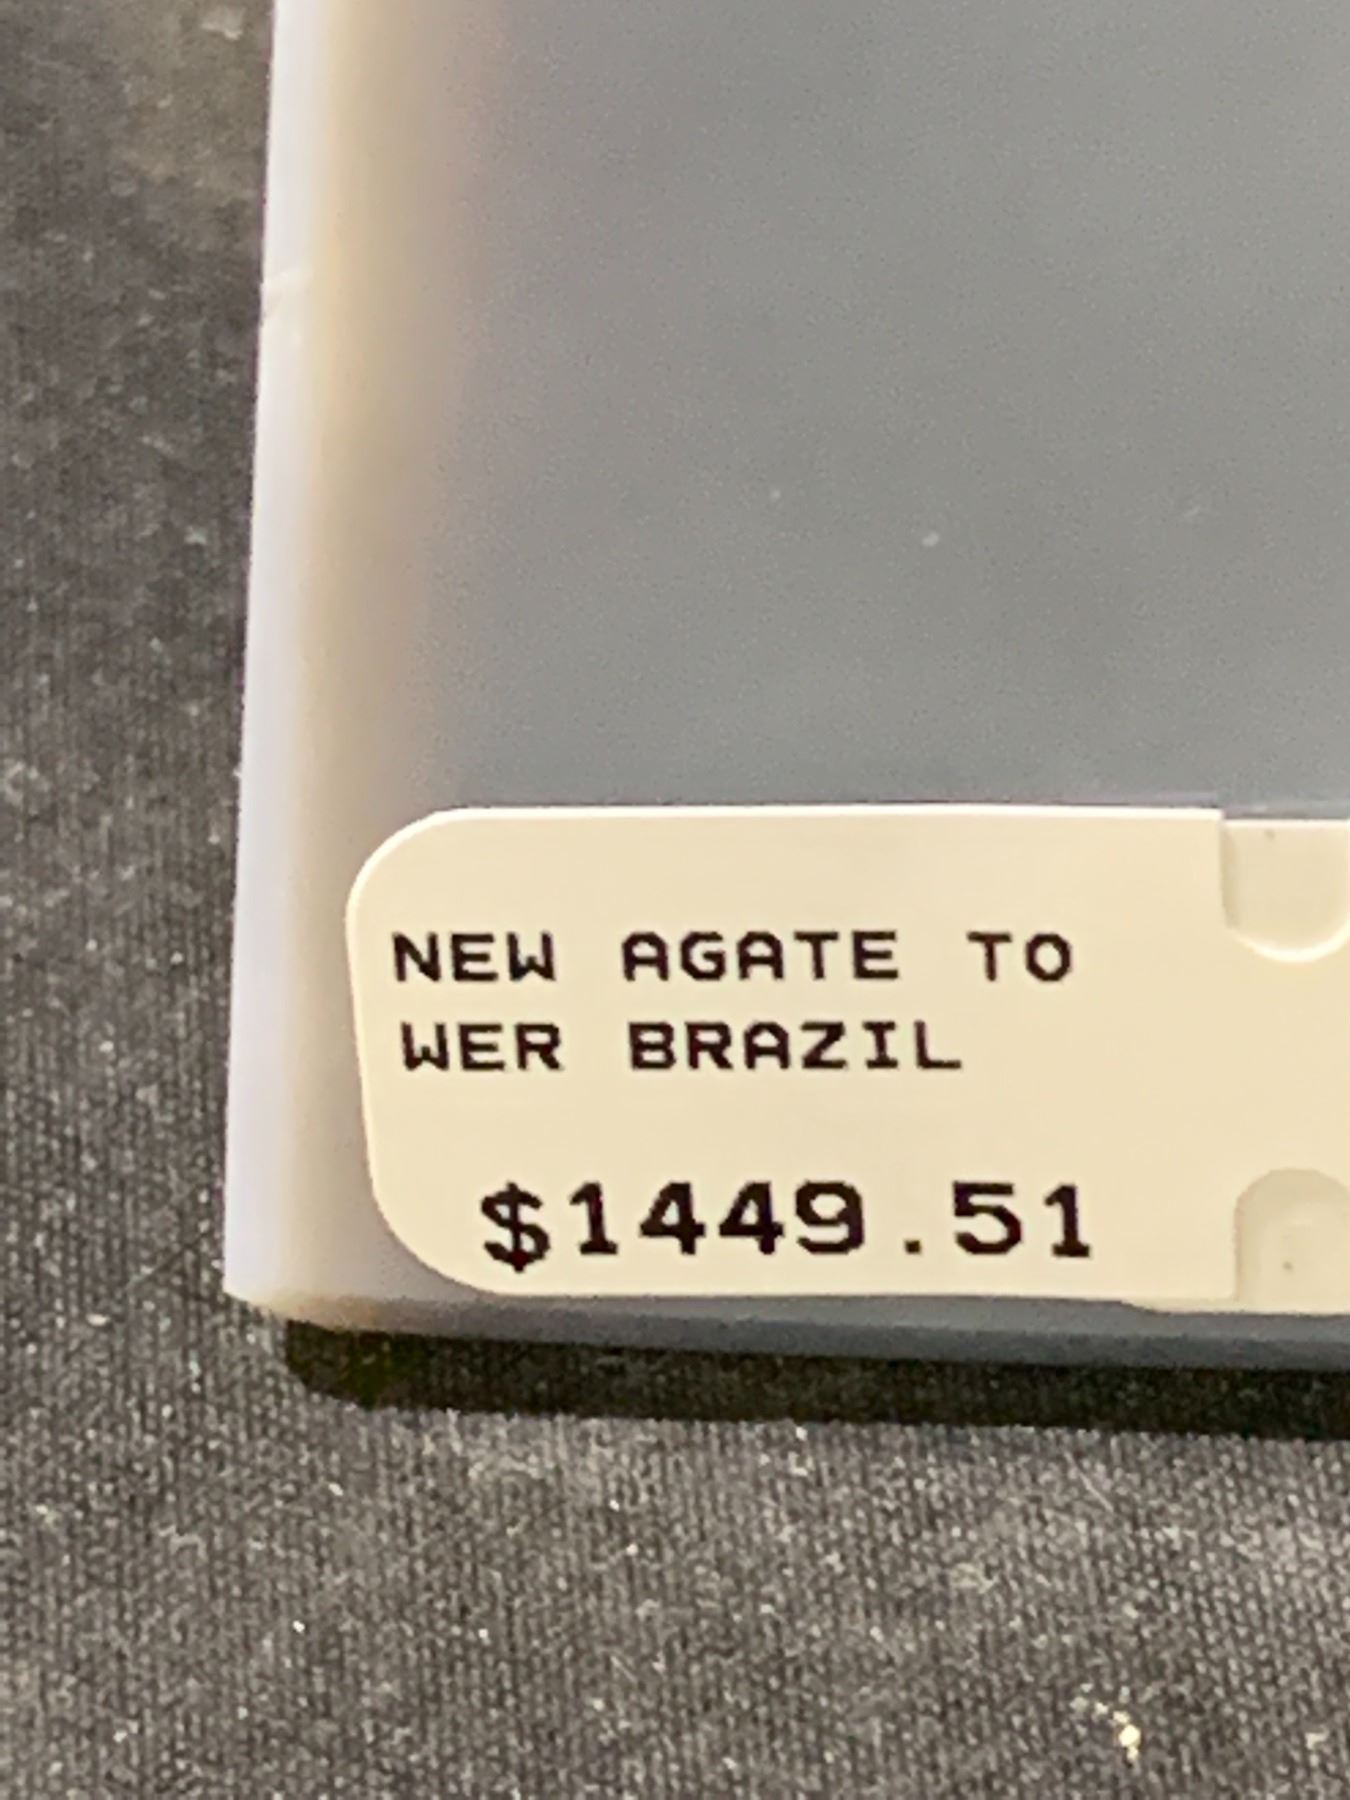 NEW AGATE TO
WER BRAZIL
$1449.51